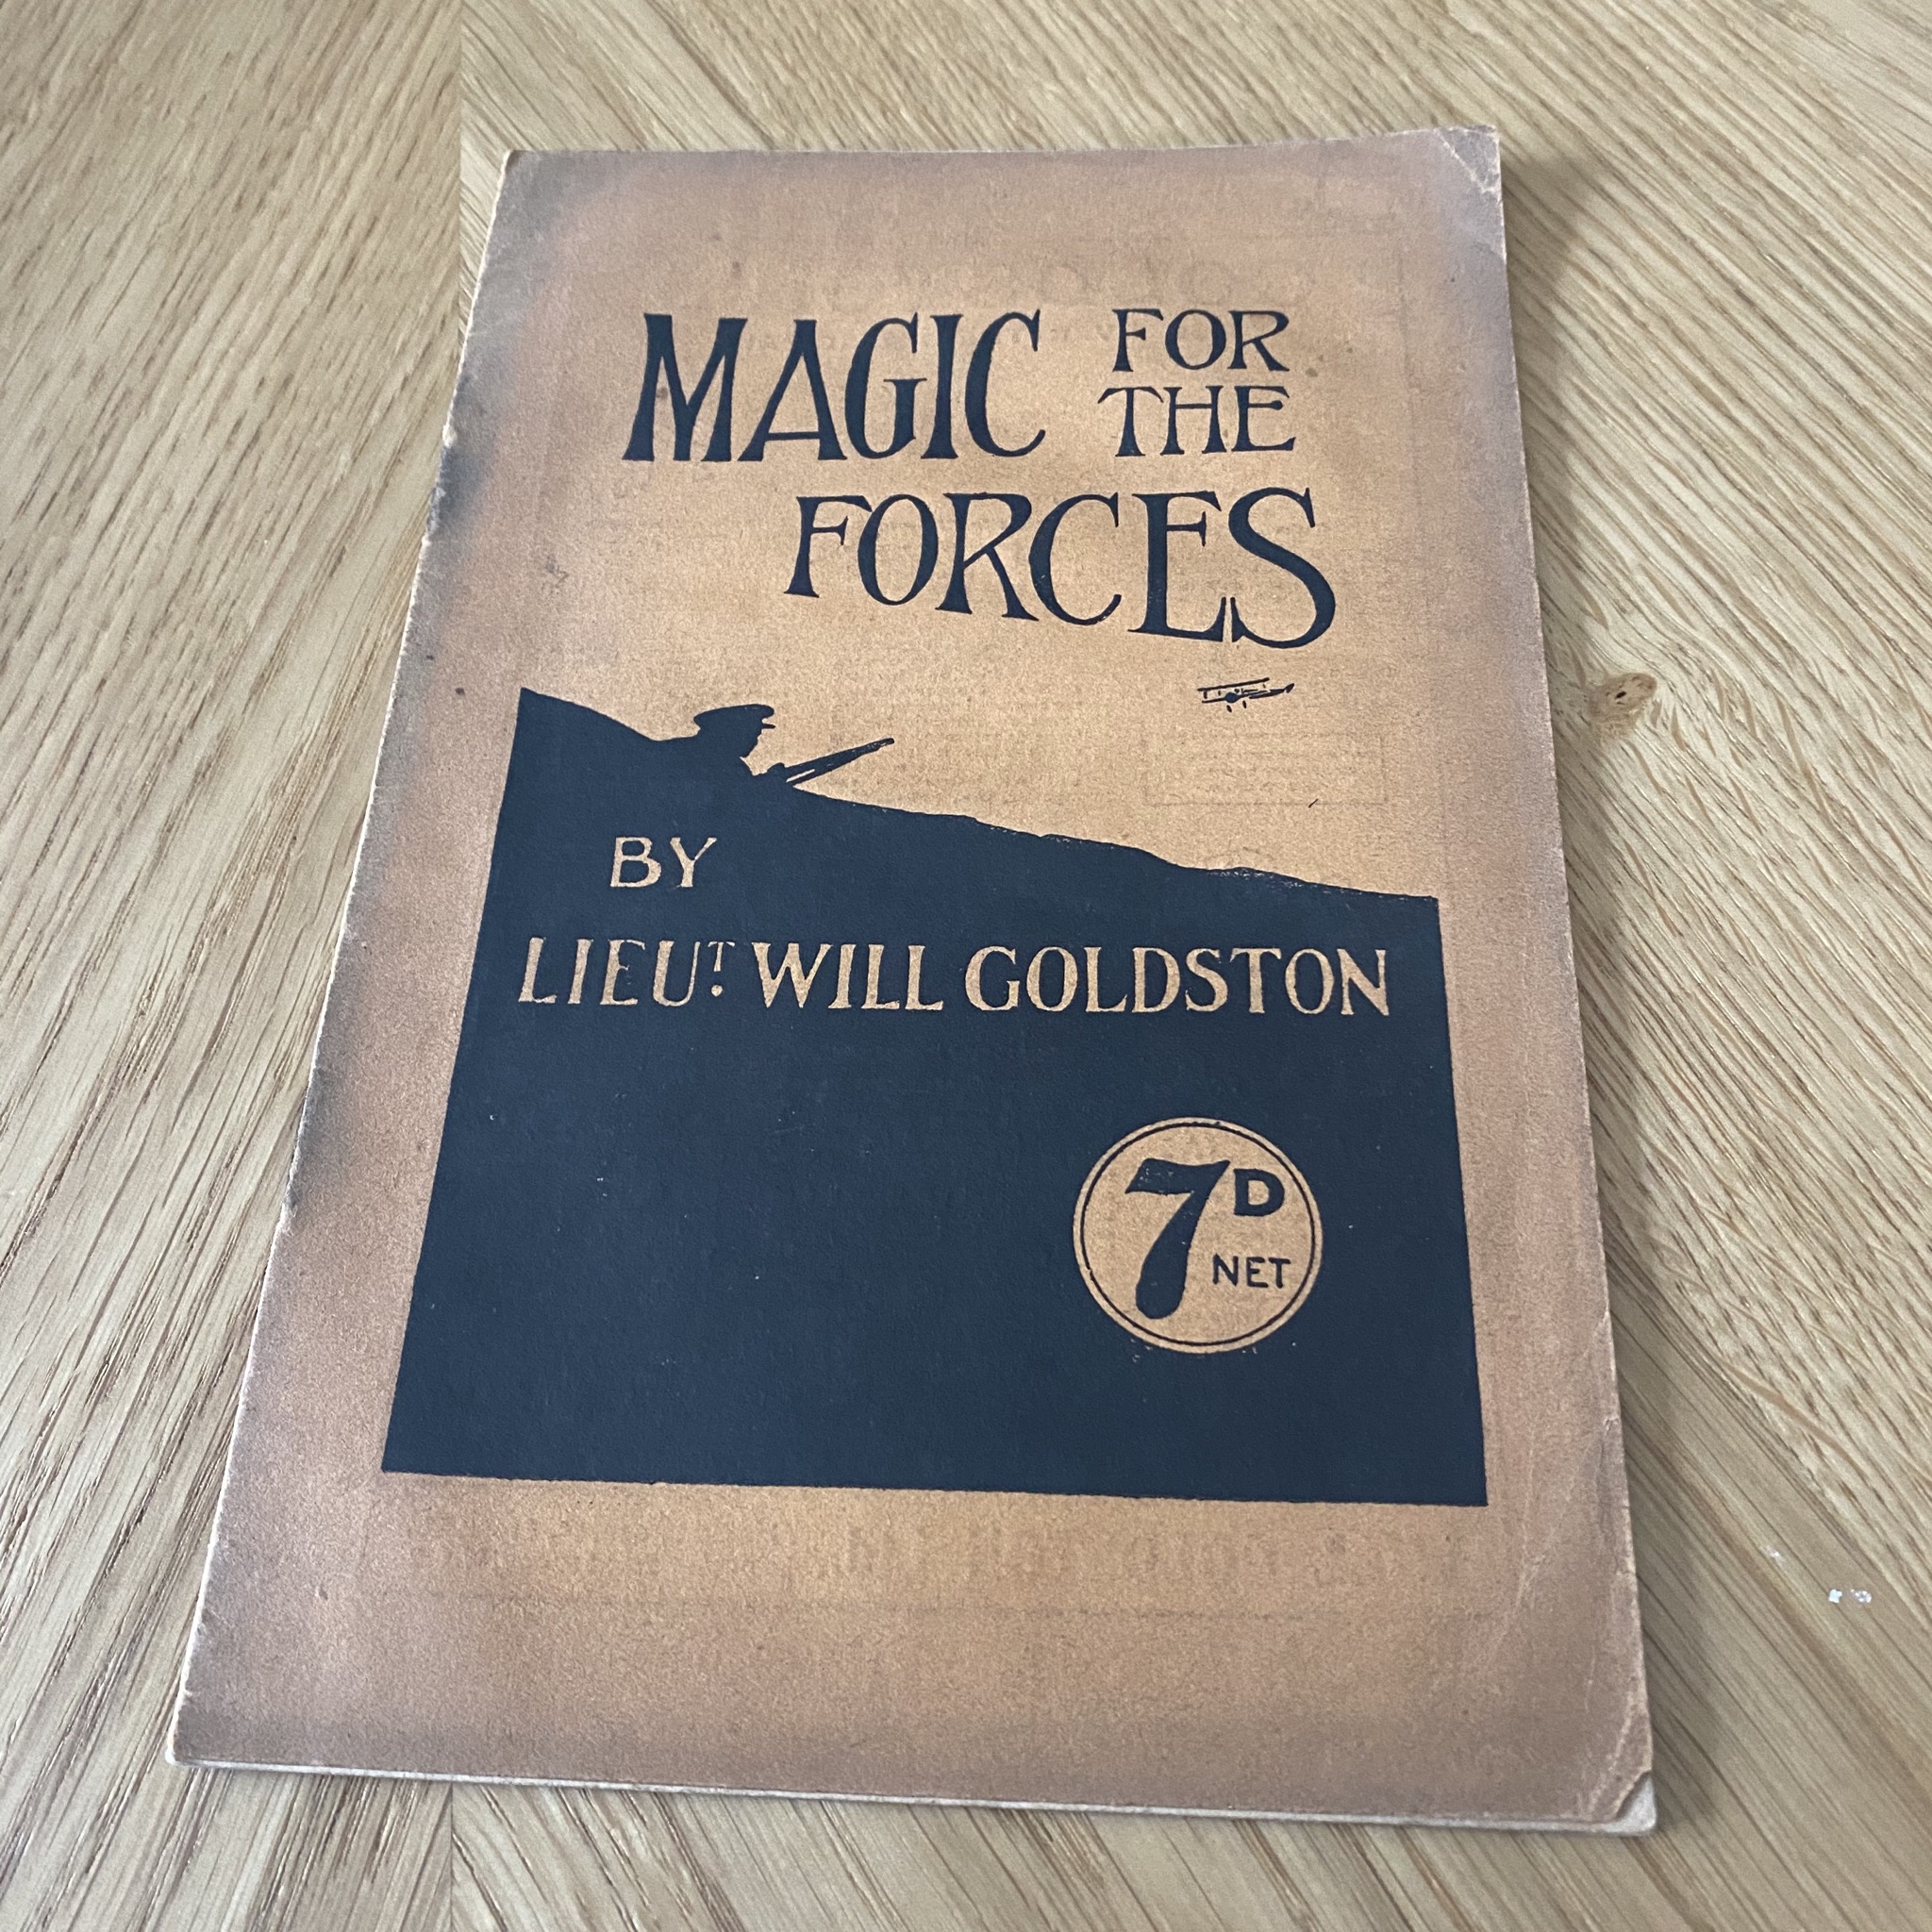 MAGIC FOR
THE
FORCES
BY
LIEUT. WILL GOLDSTON
7D
NET